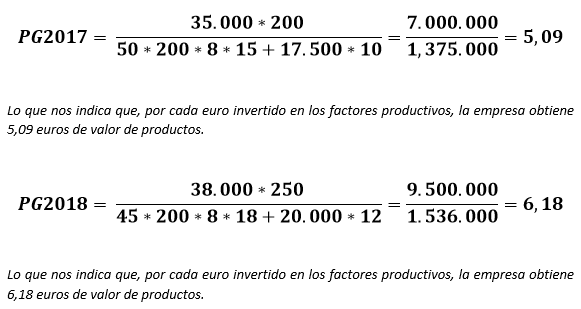 PG2017 = 35.000 ∗ 200 / 50 ∗ 200 ∗ 8 ∗ 15 + 17.500 ∗ 10 = 7.000.000 / 1,375.000 = 5,09
Lo que nos indica que, por cada euro invertido en los factores productivos, la empresa obtiene
5,09 euros de valor de productos.
PG2018 = 38.000 ∗ 250 / 45 ∗ 200 ∗ 8 ∗ 18 + 20.000 ∗ 12 = 9.500.000 / 1.536.000 = 6,18
Lo que nos indica que, por cada euro invertido en los factores productivos, la empresa obtiene
6,18 euros de valor de productos.